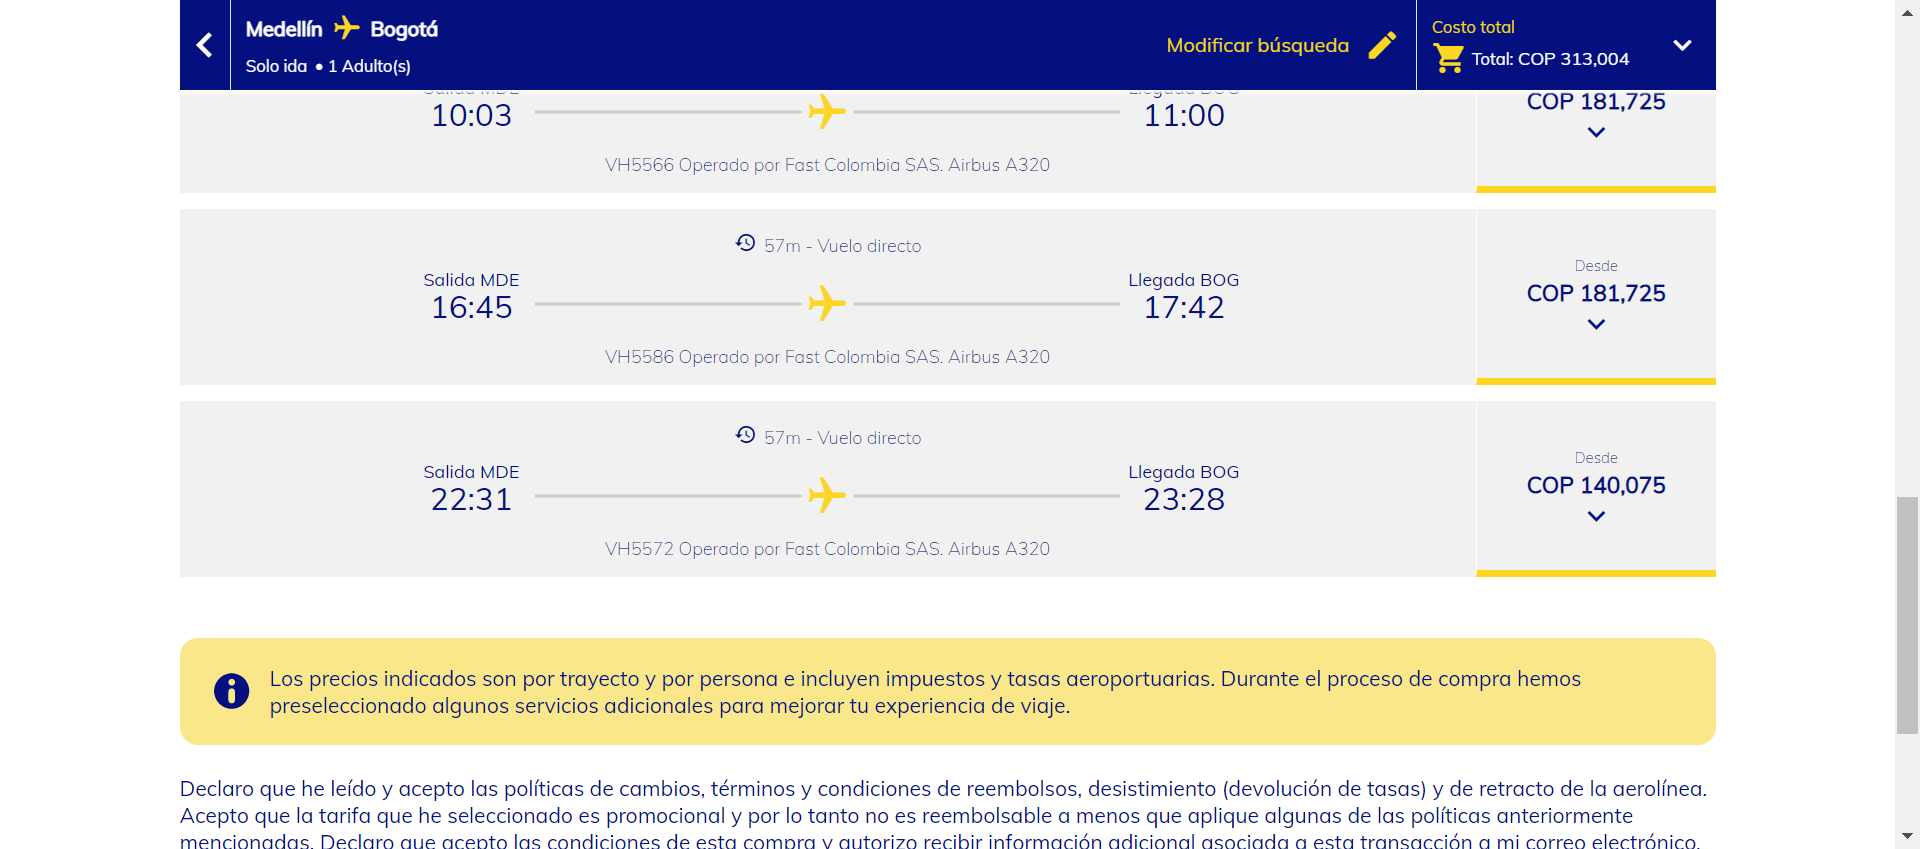 Medellín Bogotá
Solo ida • 1 Adulto(s)
Modificar búsqueda
Costo total
Total: COP 313,004
Salida MDE
10:03
Llegada BOG
11:00
VH5566 Operado por Fast Colombia SAS. Airbus A320
COP 181,725
57m - Vuelo directo
Salida MDE
16:45
Llegada BOG
17:42
VH5586 Operado por Fast Colombia SAS. Airbus A320
Desde
COP 181,725
57m - Vuelo directo
Salida MDE
22:31
Llegada BOG
23:28
VH5572 Operado por Fast Colombia SAS. Airbus A320
Desde
COP 140,075
Los precios indicados son por trayecto y por persona e incluyen impuestos y tasas aeroportuarias. Durante el proceso de compra hemos
preseleccionado algunos servicios adicionales para mejorar tu experiencia de viaje.
Declaro que he leído y acepto las políticas de cambios, términos y condiciones de reembolsos, desistimiento (devolución de tasas) y de retracto de la aerolínea.
Acepto que la tarifa que he seleccionado es promocional y por lo tanto no es reembolsable a menos que aplique algunas de las políticas anteriormente
mencionadas. Declaro que acepto las condiciones de esta compra y autorizo recibir información adicional asociada a esta transacción a mi correo electrónico.